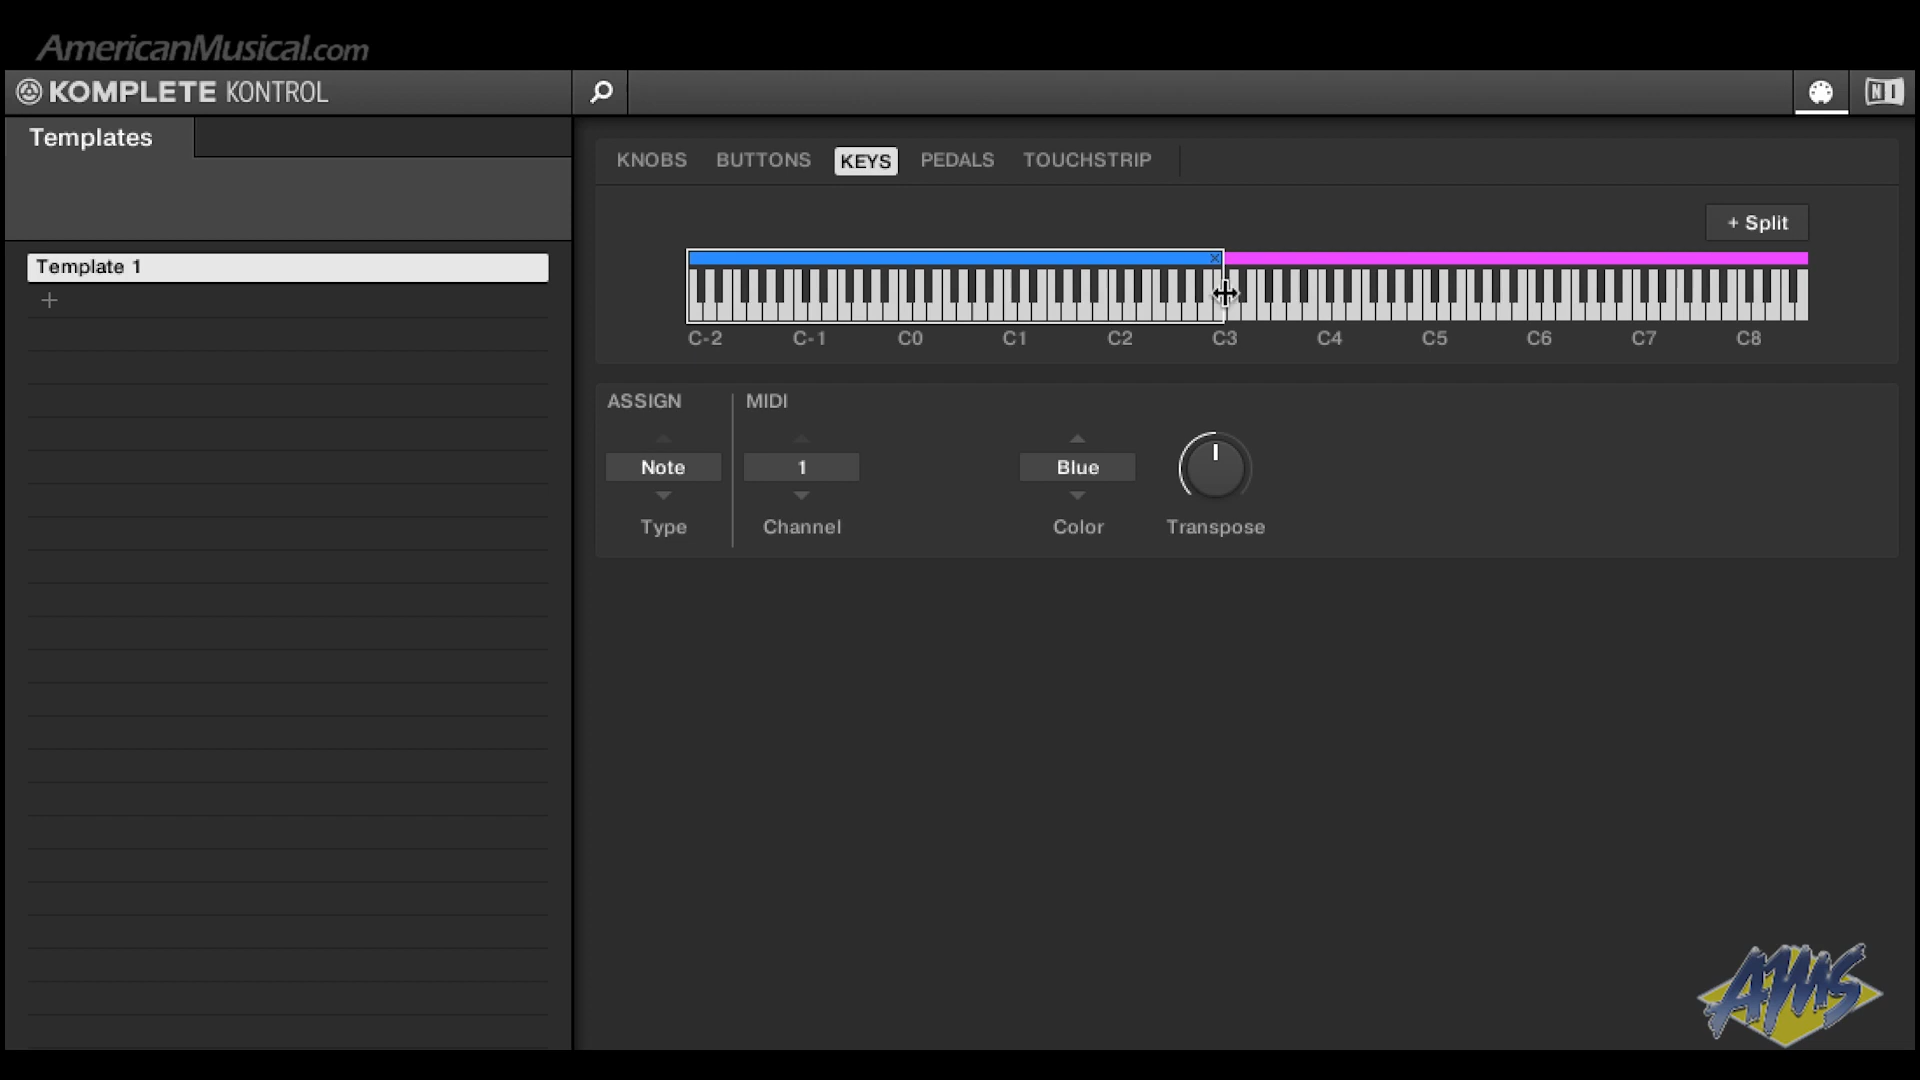 AmericanMusical.com
KOMPLETE KONTROL
NI
Templates
KNOBS BUTTONS KEYS PEDALS TOUCHSTRIP
+ Split
Template 1
+
C-2 C-1 C0 C1 C2 C3 C4 C5 C6 C7 C8
ASSIGN MIDI
Note 1 Blue
Type Channel Color Transpose
AMS